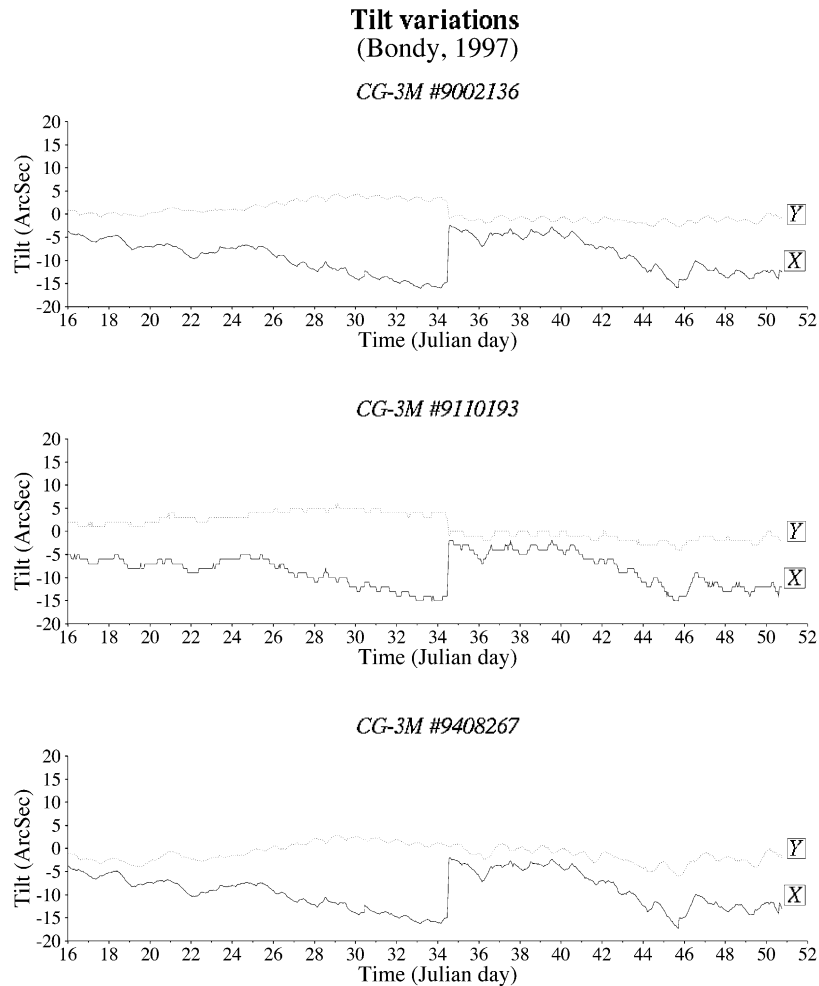 Tilt variations
(Bondy, 1997)
CG-3M #9002136
Tilt (ArcSec)
20
15
10
5
0
-5
-10
-15
-20
Y
X
16 18 20 22 24 26 28 30 32 34 36 38 40 42 44 46 48 50 52
Time (Julian day)
CG-3M #9110193
Tilt (ArcSec)
20
15
10
5
0
-5
-10
-15
-20
Y
X
16 18 20 22 24 26 28 30 32 34 36 38 40 42 44 46 48 50 52
Time (Julian day)
CG-3M #9408267
Tilt (ArcSec)
20
15
10
5
0
-5
-10
-15
-20
Y
X
16 18 20 22 24 26 28 30 32 34 36 38 40 42 44 46 48 50 52
Time (Julian day)